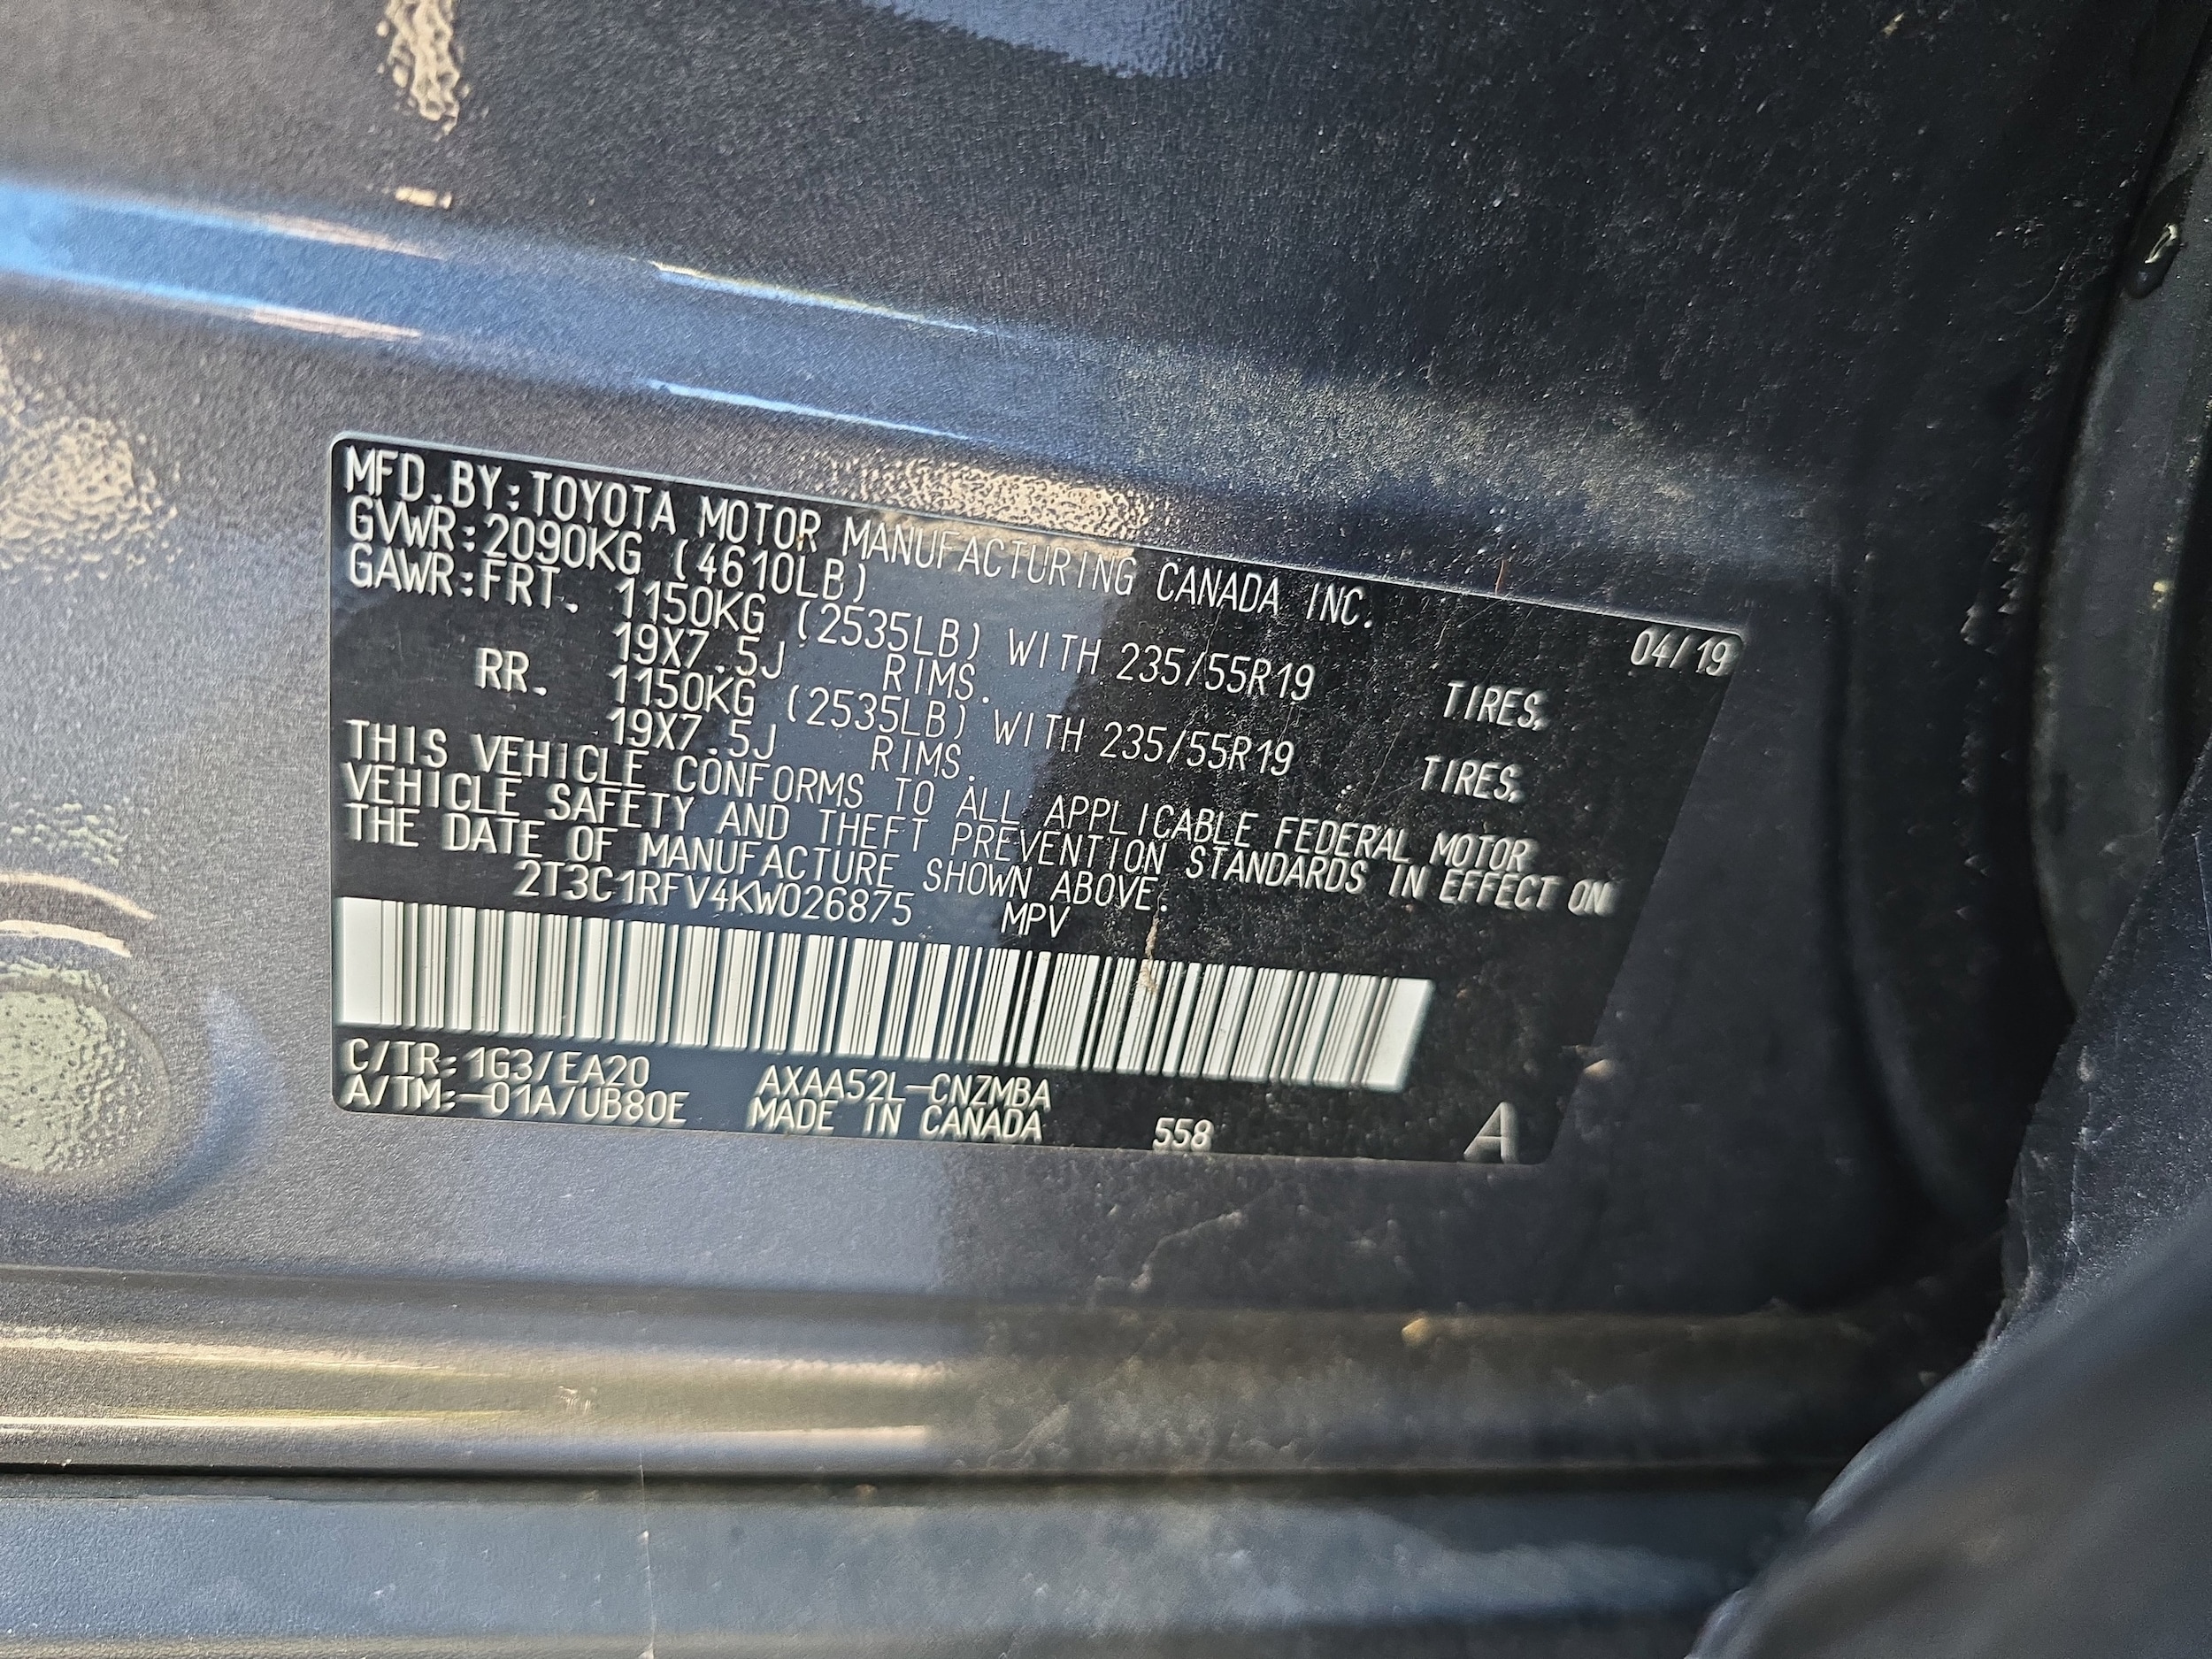 MFD.BY:TOYOTA MOTOR MANUFACTURING CANADA INC.
04/19
GVWR:2090KG (4610LB)
GAWR:FRT. 1150KG (2535LB) WITH 235/55R19 TIRES,
19X7.5J RIMS.
RR. 1150KG (2535LB) WITH 235/55R19 TIRES,
19X7.5J RIMS.
THIS VEHICLE CONFORMS TO ALL APPLICABLE FEDERAL MOTOR
VEHICLE SAFETY AND THEFT PREVENTION STANDARDS IN EFFECT ON
THE DATE OF MANUFACTURE SHOWN ABOVE.
2T3C1RFV4KW026875 MPV
C/TR:1G3/EA20 AXAA52L-CNZMBA
A/TM:-01A/UB80E MADE IN CANADA 558 A